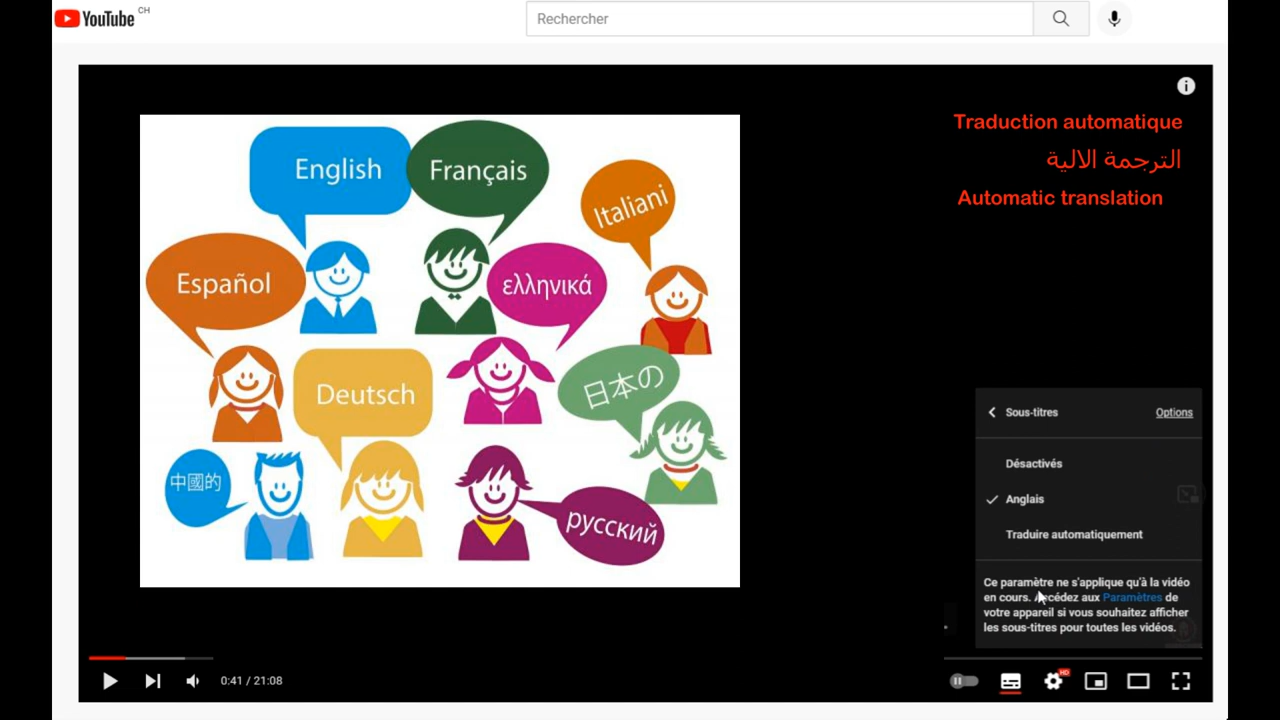 YouTube CH
Rechercher
Traduction automatique
الترجمة الالية
Automatic translation
English
Français
Italiani
Español
ελληνικά
Deutsch
日本の
中國的
русский
Sous-titres
Options
Désactivés
Anglais
Traduire automatiquement
Ce paramètre ne s'applique qu'à la vidéo
en cours. Accédez aux Paramètres de
votre appareil si vous souhaitez afficher
les sous-titres pour toutes les vidéos.
0:41 / 21:08
HD